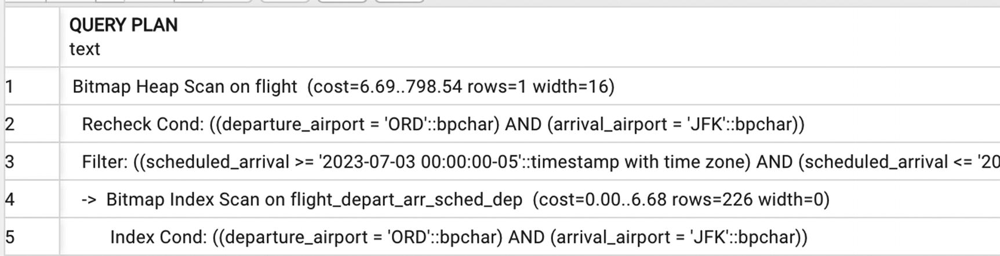 QUERY PLAN
text
1 Bitmap Heap Scan on flight (cost=6.69..798.54 rows=1 width=16)
2 Recheck Cond: ((departure_airport = 'ORD'::bpchar) AND (arrival_airport = 'JFK'::bpchar))
3 Filter: ((scheduled_arrival >= '2023-07-03 00:00:00-05'::timestamp with time zone) AND (scheduled_arrival <= '20
4 -> Bitmap Index Scan on flight_depart_arr_sched_dep (cost=0.00..6.68 rows=226 width=0)
5 Index Cond: ((departure_airport = 'ORD'::bpchar) AND (arrival_airport = 'JFK'::bpchar))